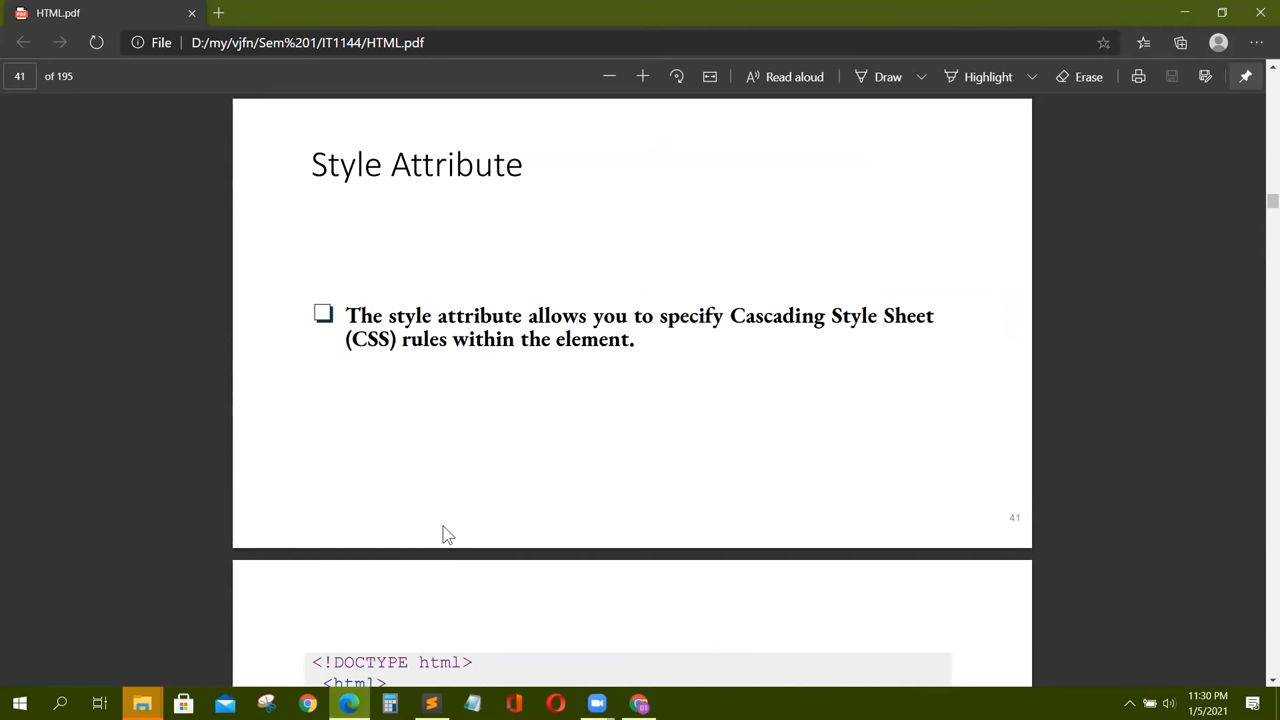 HTML.pdf
File D:/my/vjfn/Sem%201/IT1144/HTML.pdf
41 of 195 Read aloud Draw Highlight Erase
Style Attribute
The style attribute allows you to specify Cascading Style Sheet
(CSS) rules within the element.
41
<!DOCTYPE html>
<html>
11:30 PM
1/5/2021